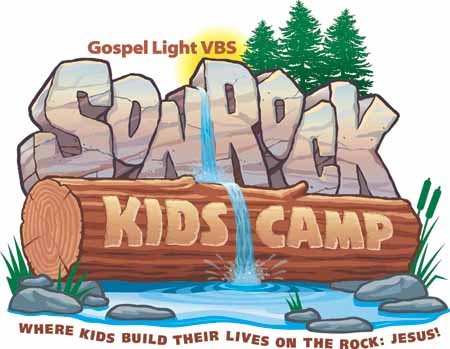 Gospel Light VBS
SONROCK
KIDS CAMP
WHERE KIDS BUILD THEIR LIVES ON THE ROCK: JESUS!